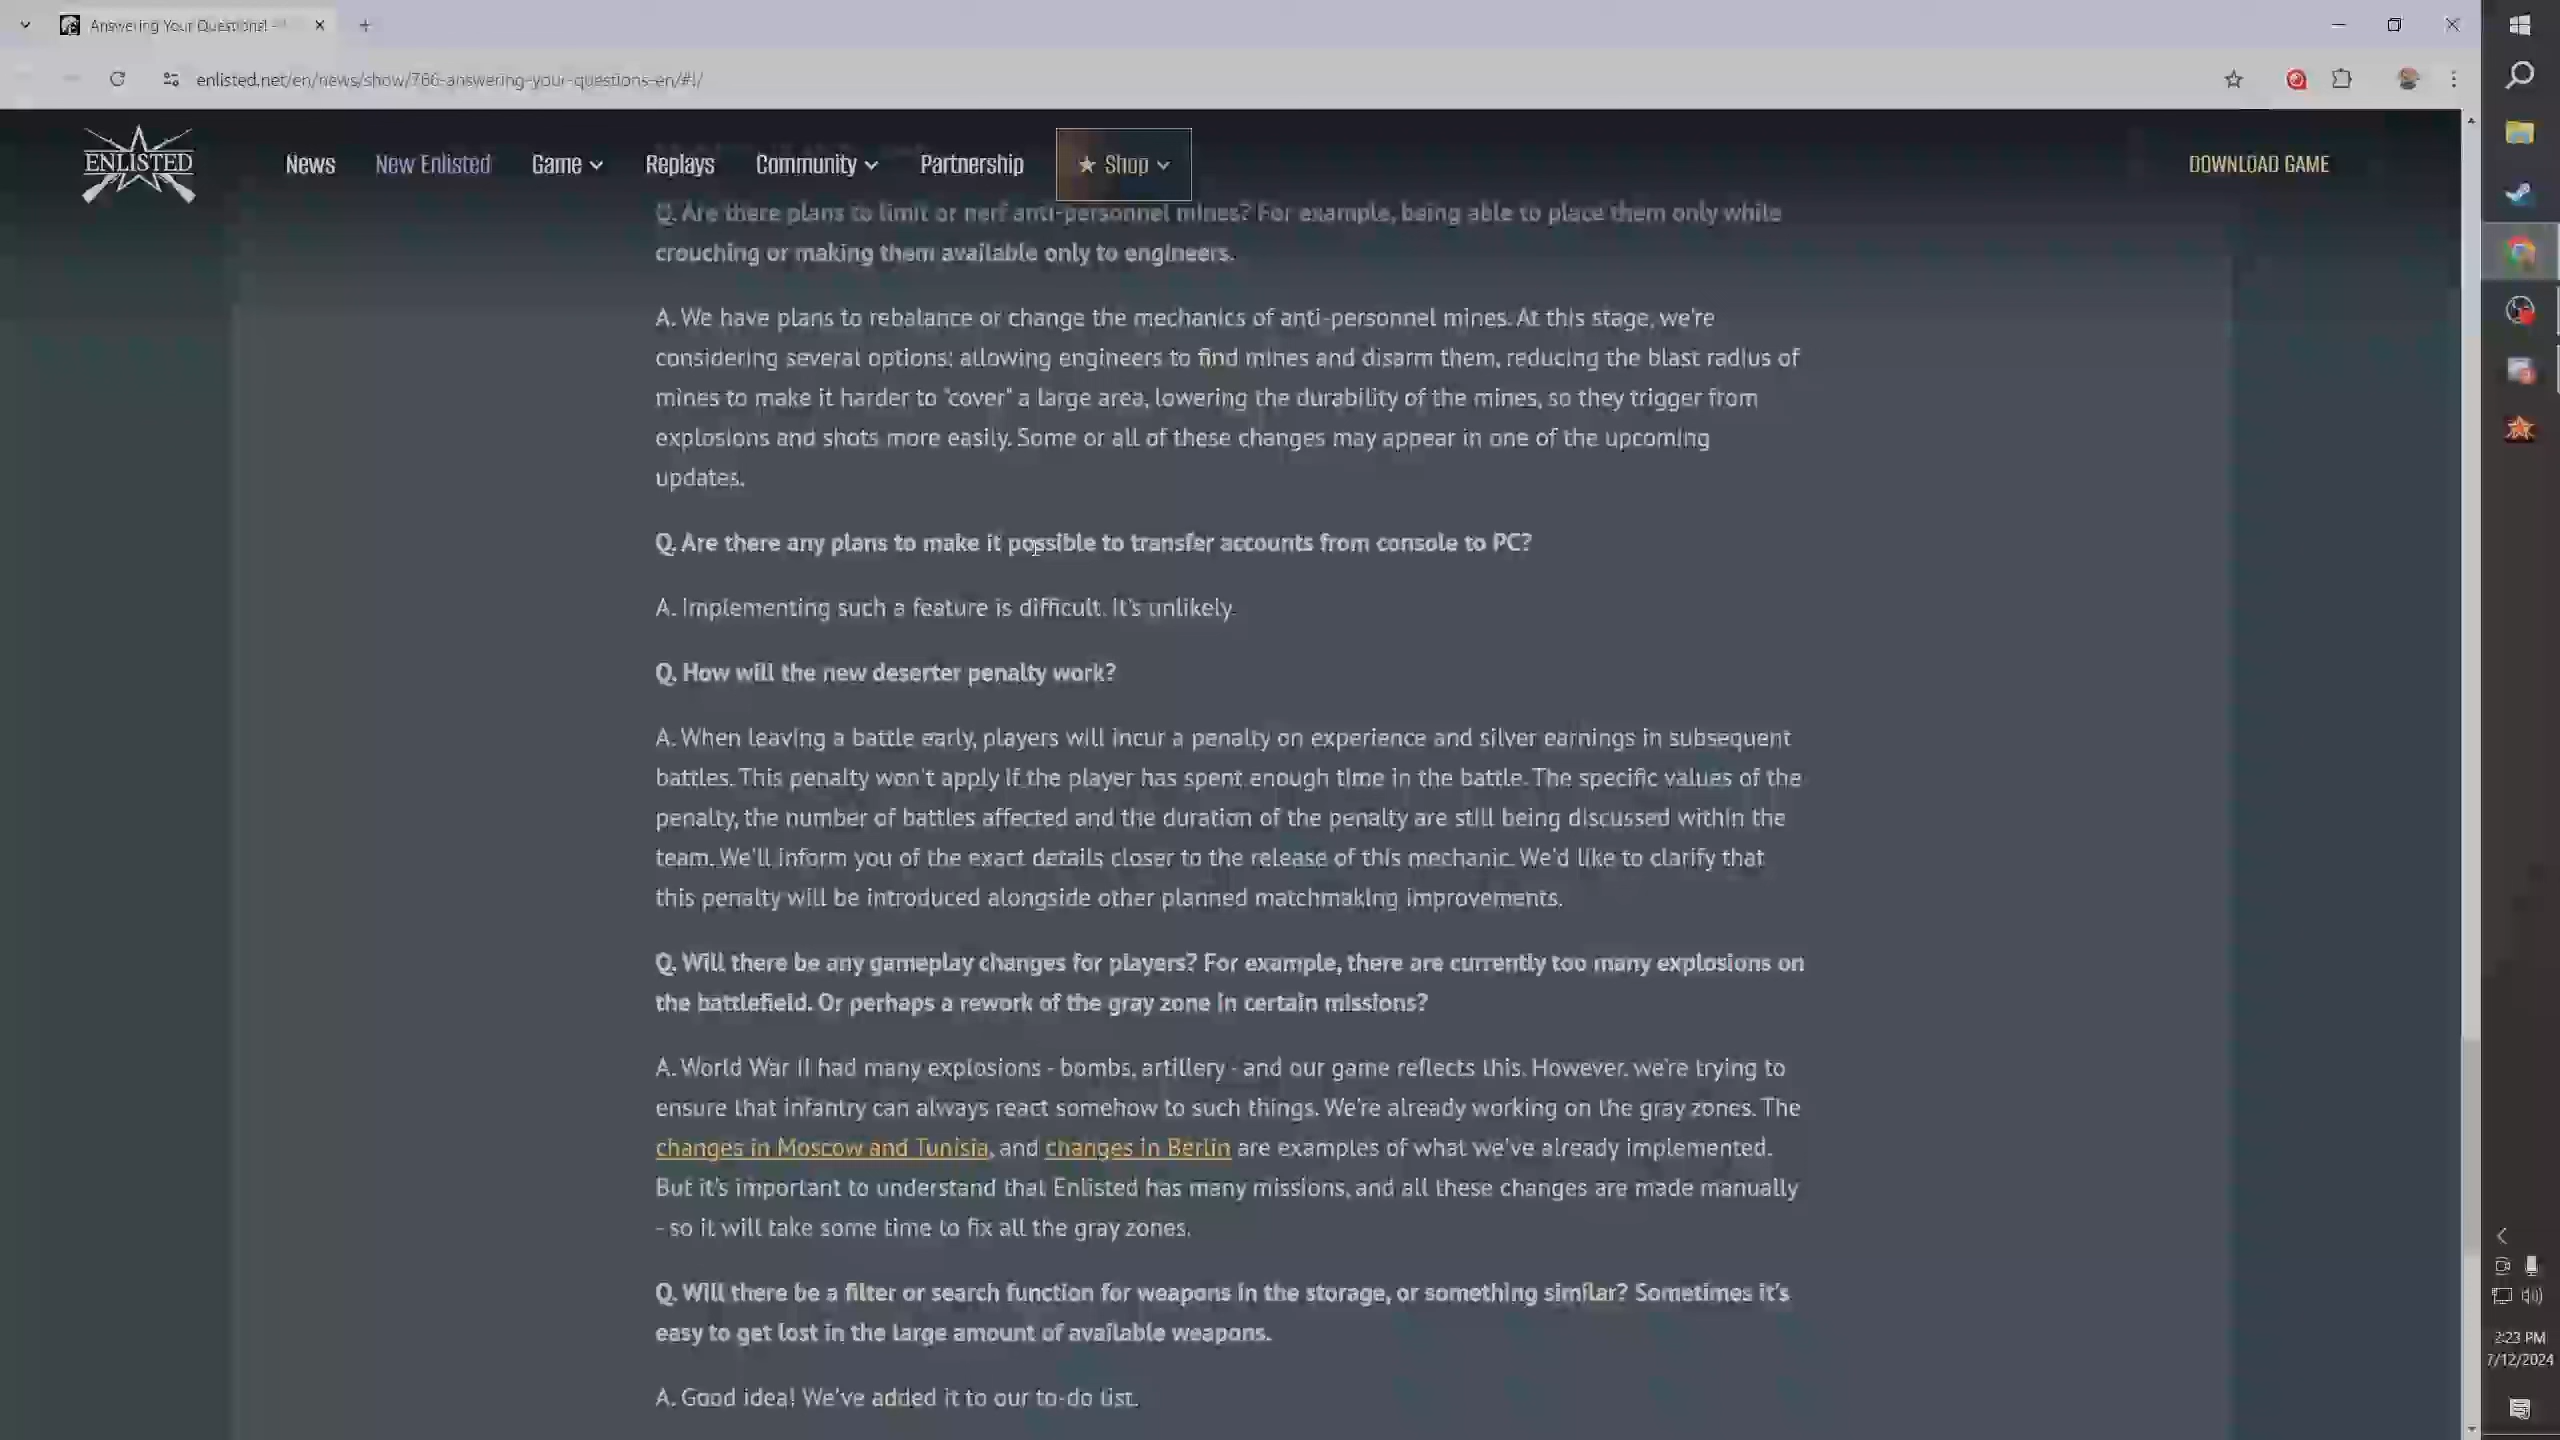 Answering Your Questions! -
enlisted.net/en/news/show/766-answering-your-questions-en/#!/
ENLISTED
News
New Enlisted
Game
Replays
Community
Partnership
★ Shop
DOWNLOAD GAME
Q. Are there plans to limit or nerf anti-personnel mines? For example, being able to place them only while
crouching or making them available only to engineers.
A. We have plans to rebalance or change the mechanics of anti-personnel mines. At this stage, we're
considering several options: allowing engineers to find mines and disarm them, reducing the blast radius of
mines to make it harder to "cover" a large area, lowering the durability of the mines, so they trigger from
explosions and shots more easily. Some or all of these changes may appear in one of the upcoming
updates.
Q. Are there any plans to make it possible to transfer accounts from console to PC?
A. Implementing such a feature is difficult. It's unlikely.
Q. How will the new deserter penalty work?
A. When leaving a battle early, players will incur a penalty on experience and silver earnings in subsequent
battles. This penalty won't apply if the player has spent enough time in the battle. The specific values of the
penalty, the number of battles affected and the duration of the penalty are still being discussed within the
team. We'll inform you of the exact details closer to the release of this mechanic. We'd like to clarify that
this penalty will be introduced alongside other planned matchmaking improvements.
Q. Will there be any gameplay changes for players? For example, there are currently too many explosions on
the battlefield. Or perhaps a rework of the gray zone in certain missions?
A. World War II had many explosions - bombs, artillery - and our game reflects this. However, we're trying to
ensure that infantry can always react somehow to such things. We're already working on the gray zones. The
changes in Moscow and Tunisia, and changes in Berlin are examples of what we've already implemented.
But it's important to understand that Enlisted has many missions, and all these changes are made manually
- so it will take some time to fix all the gray zones.
Q. Will there be a filter or search function for weapons in the storage, or something similar? Sometimes it's
easy to get lost in the large amount of available weapons.
A. Good idea! We've added it to our to-do list.
2:23 PM
7/12/2024